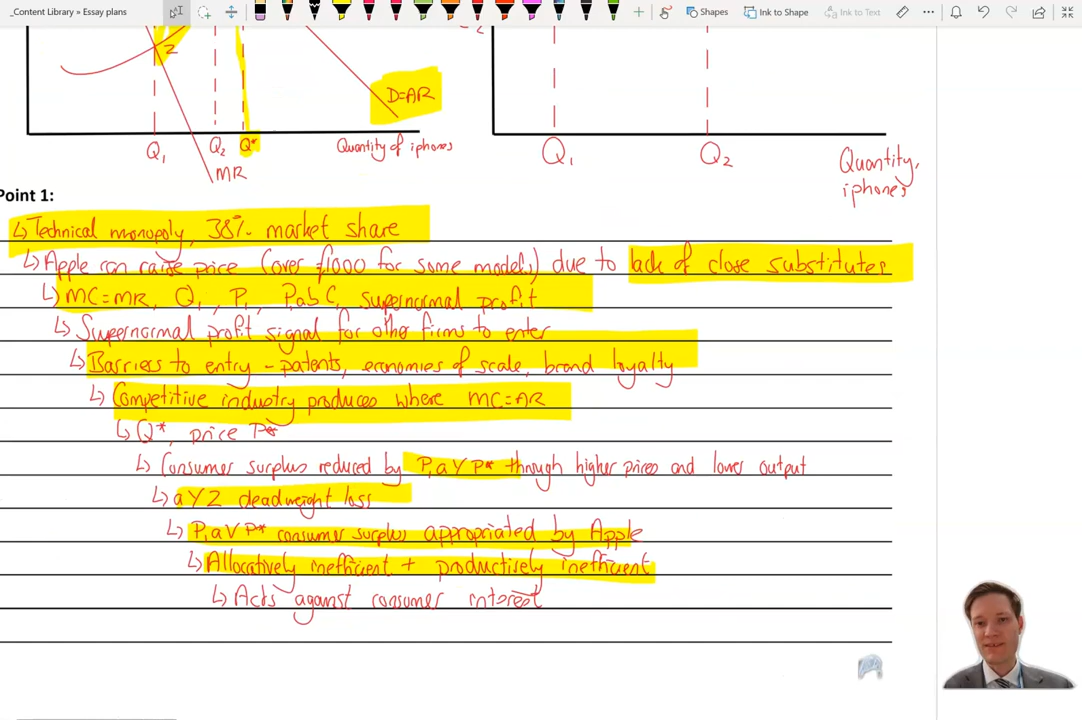 _Content Library » Essay plans
Shapes
Ink to Shape
Ink to Text
2
D=AR
Q₁
Q₂
Q*
MR
Quantity of iphones
Q₁
Q₂
Quantity,
iphones
Point 1:
↳ Technical monopoly, 38% market share
↳ Apple can raise price (over £1000 for some models) due to lack of close substitutes
↳ MC=MR, Q₁, P₁, P₁abC, supernormal profit
↳ Supernormal profit signal for other firms to enter
↳ Barriers to entry - patents, economies of scale, brand loyalty
↳ Competitive industry produces where MC=AR
↳ Q*, price P*
↳ Consumer surplus reduced by P₁aYP* through higher prices and lower output
↳ aYZ deadweight loss
↳ P₁aVP* consumer surplus appropriated by Apple
↳ Allocatively inefficient + productively inefficient
↳ Acts against consumer interest